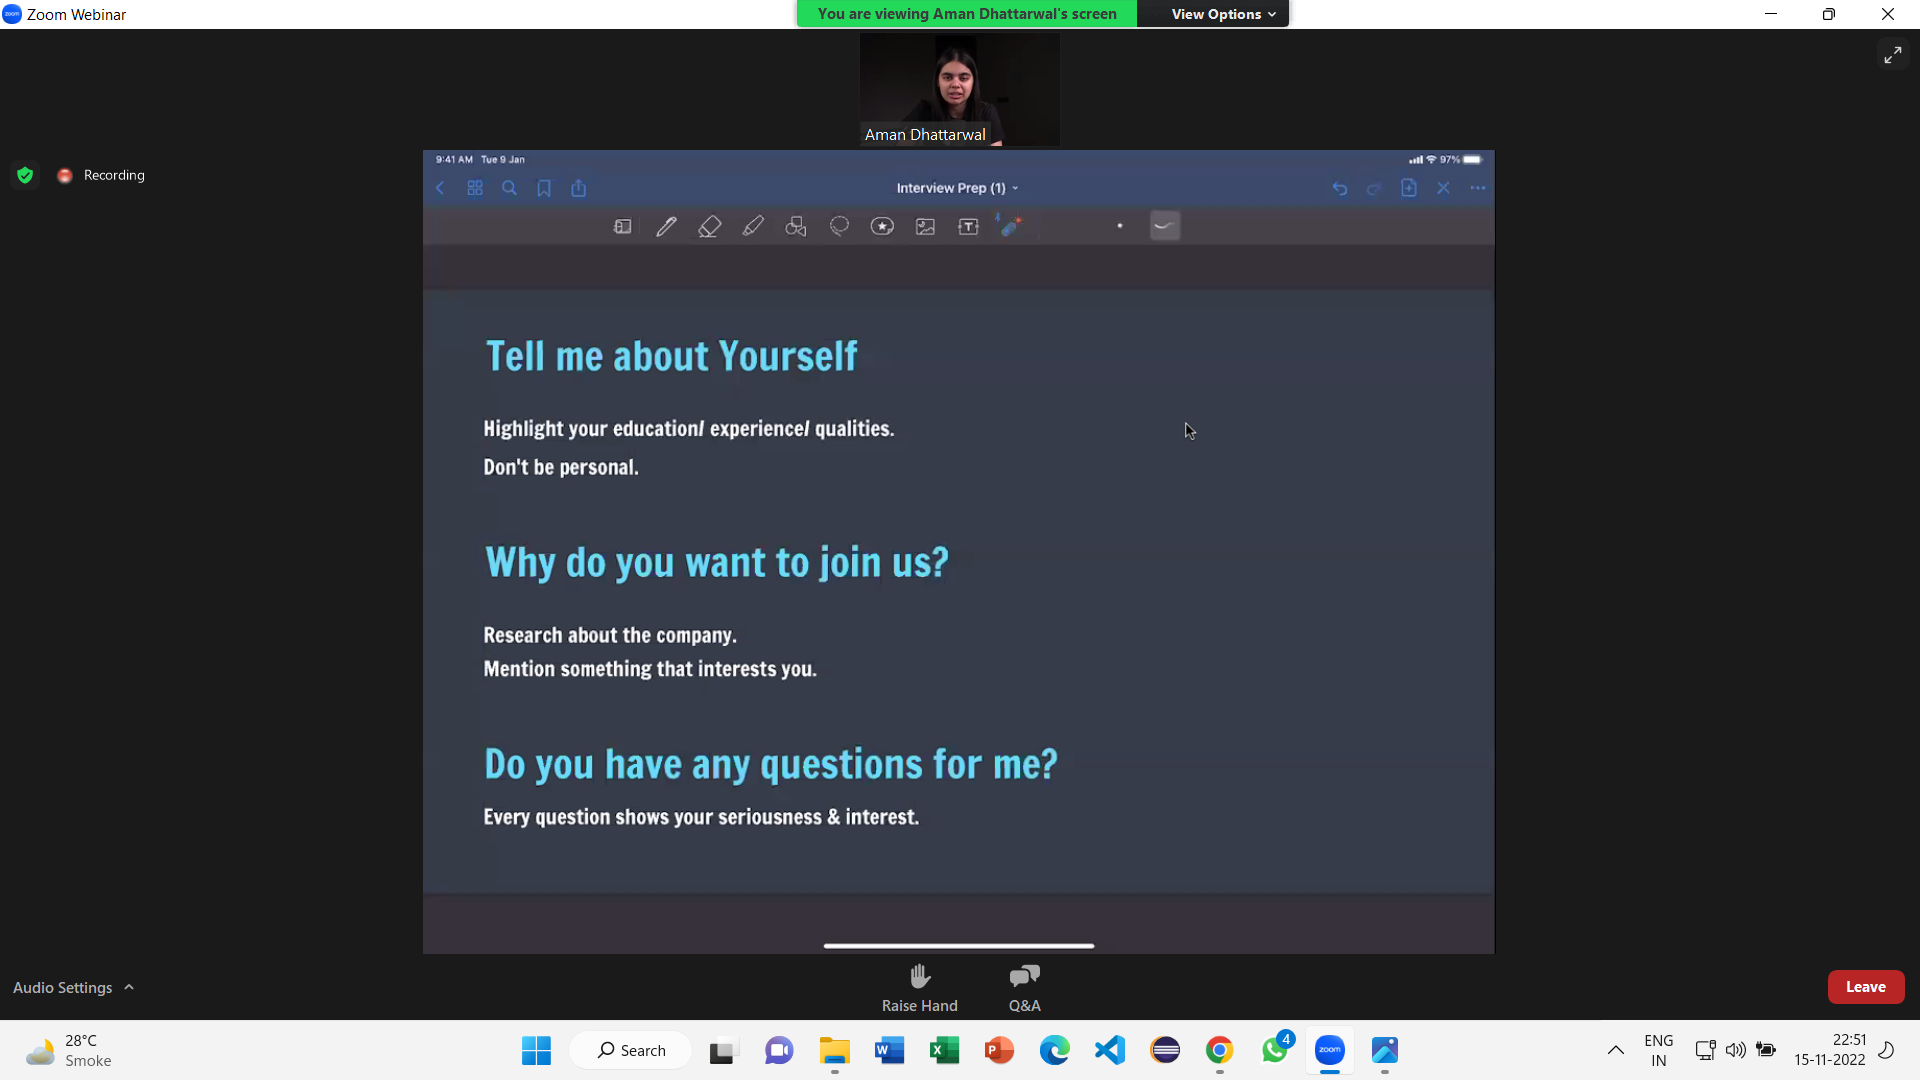 Zoom Webinar
You are viewing Aman Dhattarwal's screen
View Options
Aman Dhattarwal
Recording
9:41 AM Tue 9 Jan
97%
Interview Prep (1)
Tell me about Yourself
Highlight your education/ experience/ qualities.
Don't be personal.
Why do you want to join us?
Research about the company.
Mention something that interests you.
Do you have any questions for me?
Every question shows your seriousness & interest.
Audio Settings
Raise Hand
Q&A
Leave
28°C
Smoke
Search
4
zoom
ENG
IN
22:51
15-11-2022